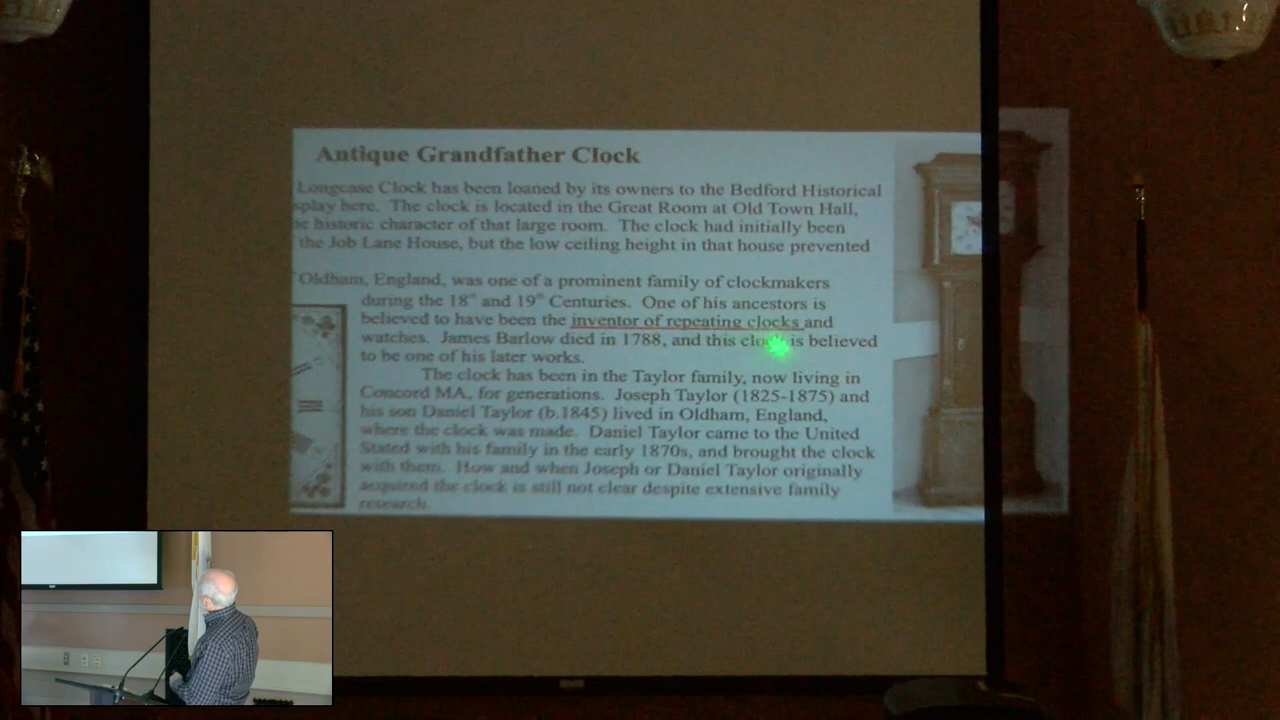 Antique Grandfather Clock
Longcase Clock has been loaned by its owners to the Bedford Historical
splay here. The clock is located in the Great Room at Old Town Hall,
he historic character of that large room. The clock had initially been
the Job Lane House, but the low ceiling height in that house prevented
Oldham, England, was one of a prominent family of clockmakers
during the 18th and 19th Centuries. One of his ancestors is
believed to have been the inventor of repeating clocks and
watches. James Barlow died in 1788, and this clock is believed
to be one of his later works.
The clock has been in the Taylor family, now living in
Concord MA, for generations. Joseph Taylor (1825-1875) and
his son Daniel Taylor (b.1845) lived in Oldham, England,
where the clock was made. Daniel Taylor came to the United
Stated with his family in the early 1870s, and brought the clock
with them. How and when Joseph or Daniel Taylor originally
acquired the clock is still not clear despite extensive family
research.